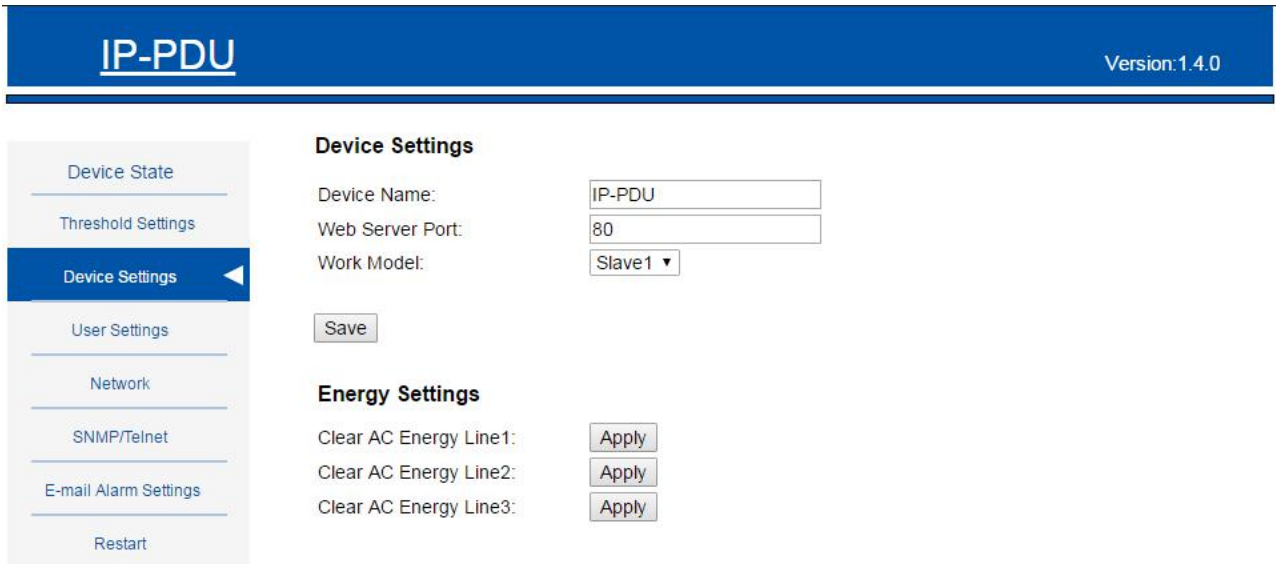 IP-PDU
Version:1.4.0
Device State
Threshold Settings
Device Settings
User Settings
Network
SNMP/Telnet
E-mail Alarm Settings
Restart
Device Settings
Device Name: IP-PDU
Web Server Port: 80
Work Model: Slave1
Save
Energy Settings
Clear AC Energy Line1: Apply
Clear AC Energy Line2: Apply
Clear AC Energy Line3: Apply